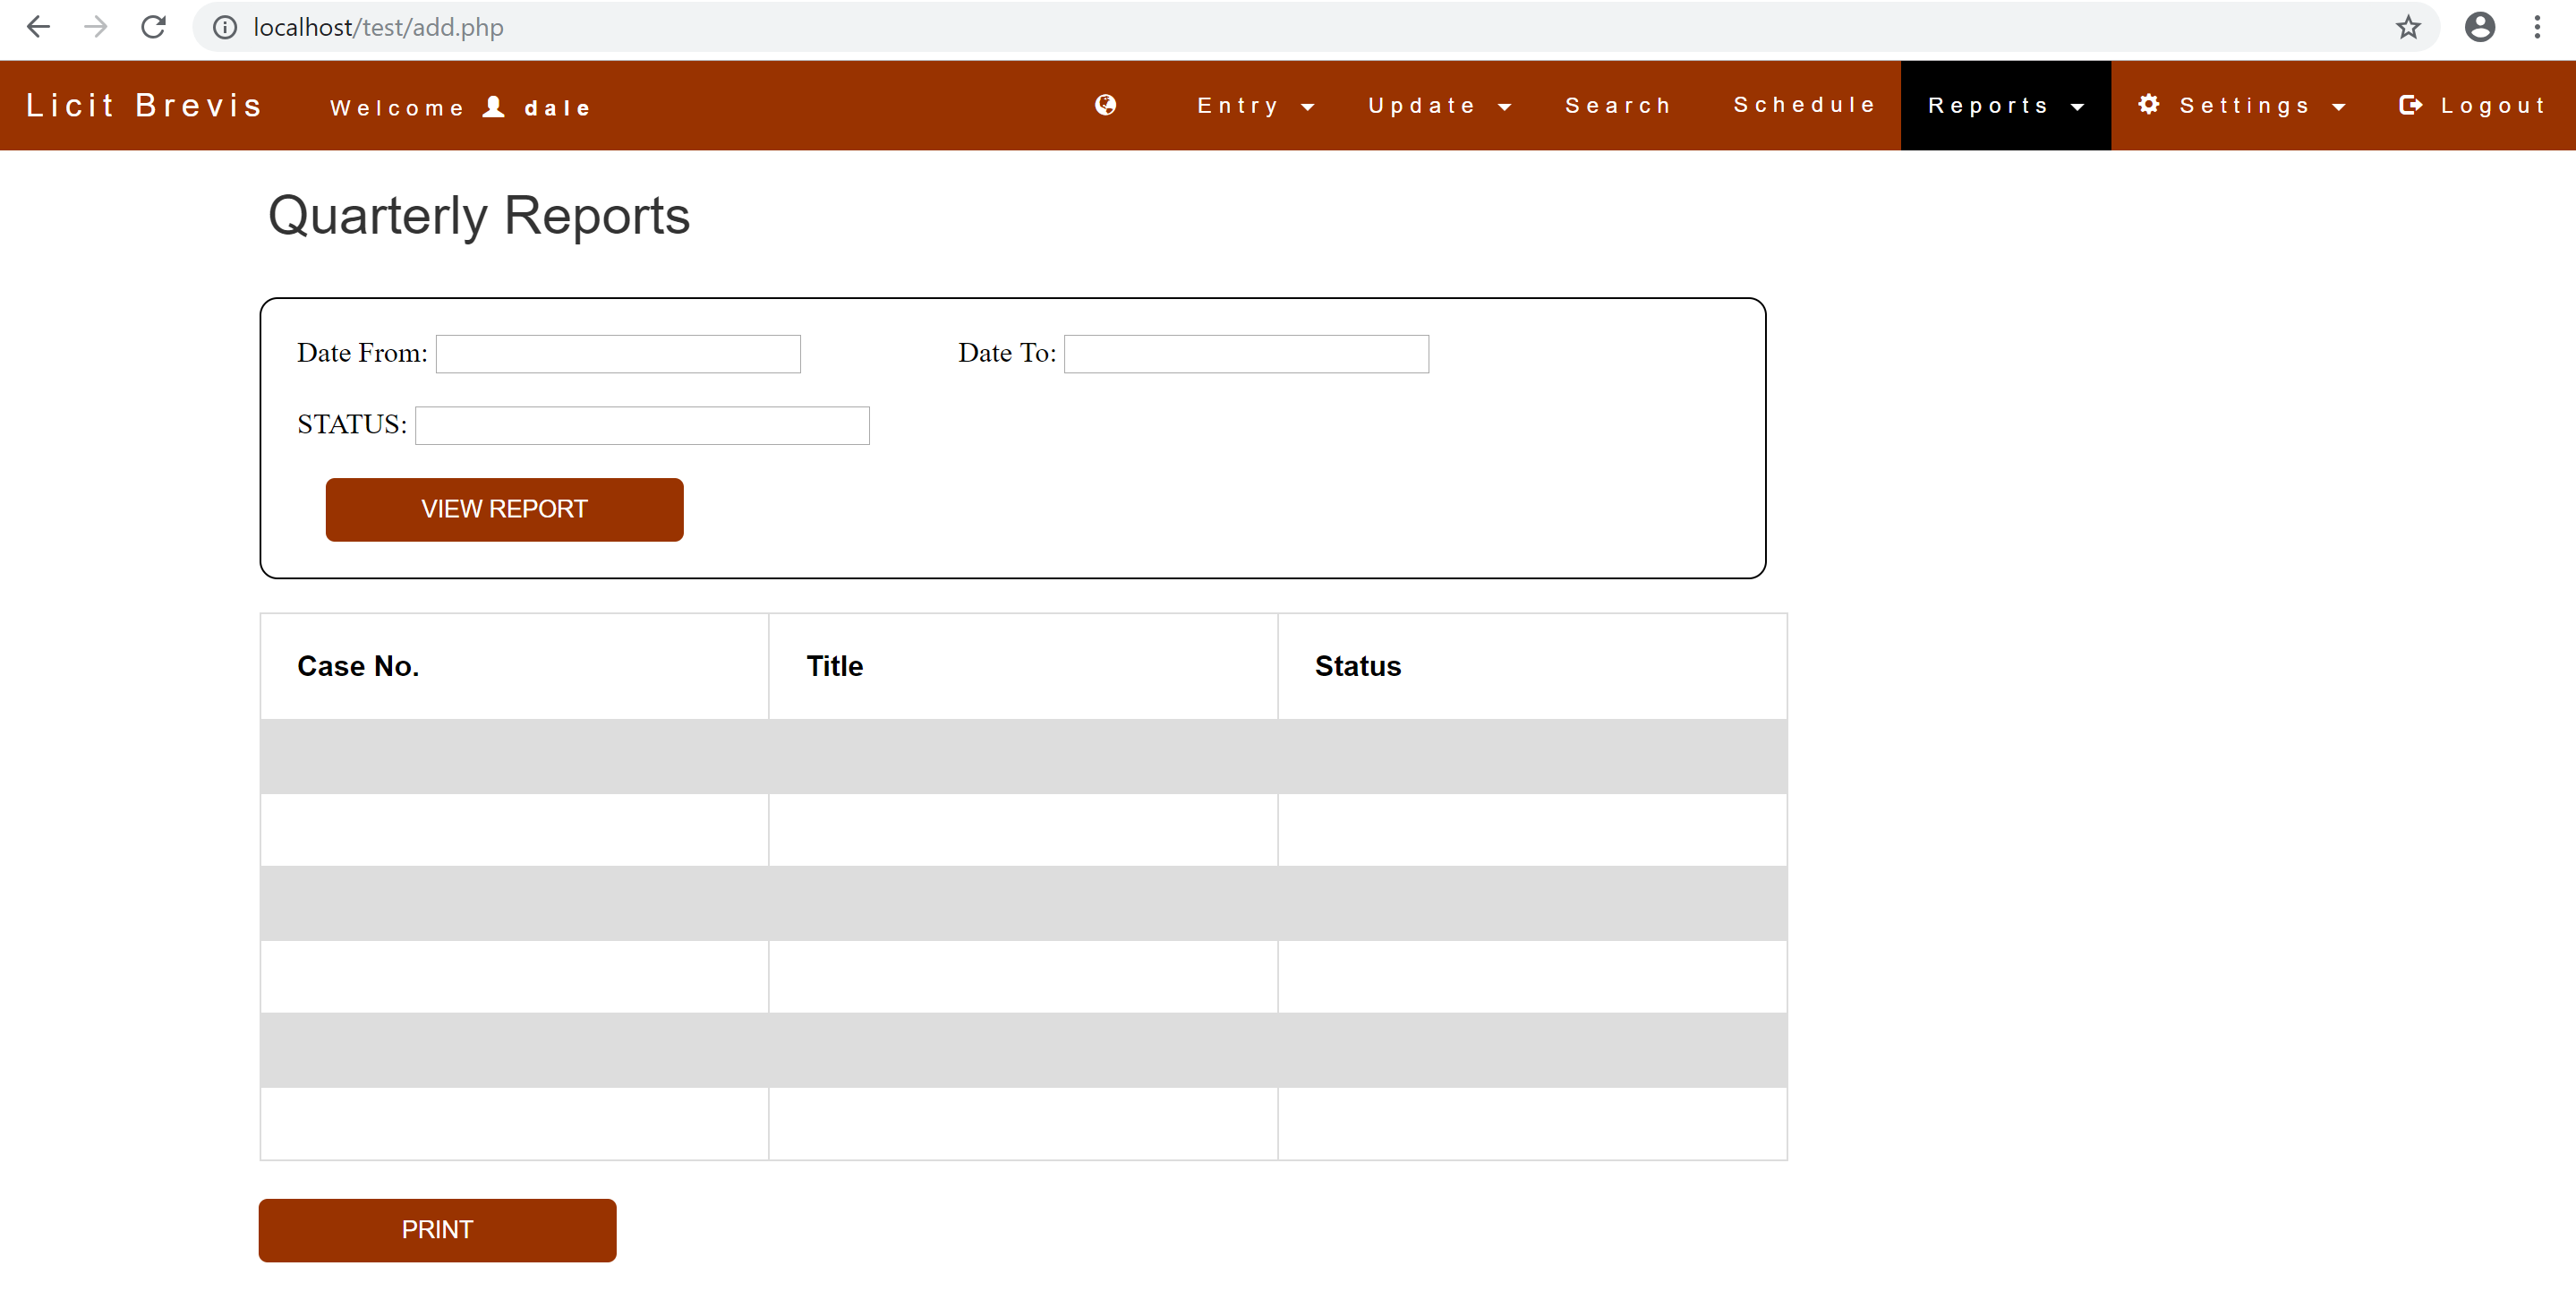 localhost/test/add.php
Licit Brevis Welcome dale Entry Update Search Schedule Reports Settings Logout
Quarterly Reports
Date From: Date To:
STATUS:
VIEW REPORT
Case No. Title Status
PRINT